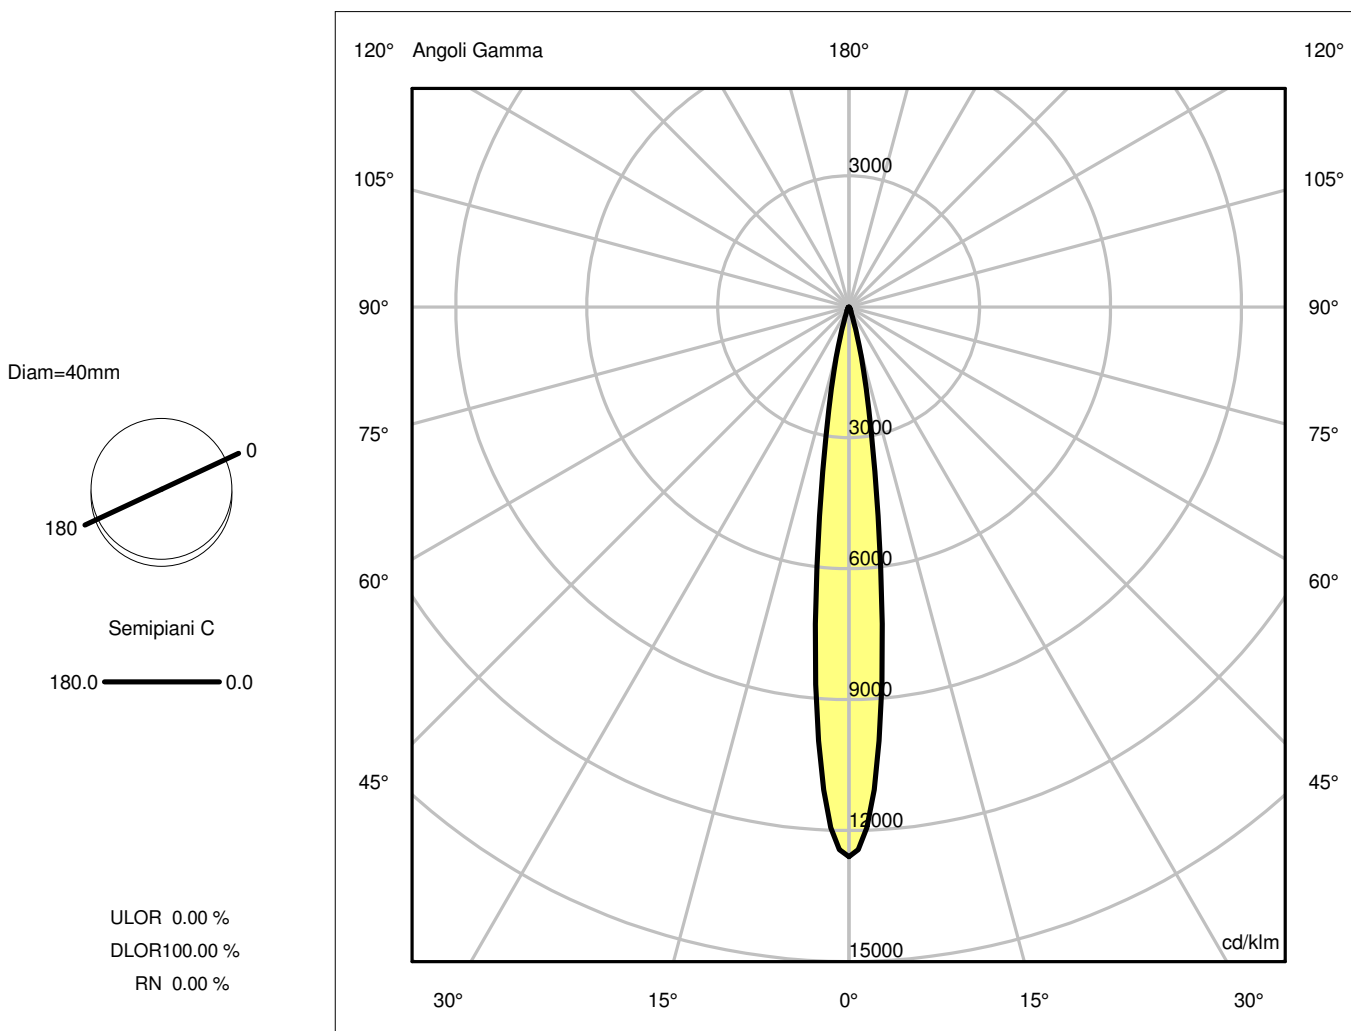 120° Angoli Gamma 180° 120°
3000
105° 105°
90° 90°
Diam=40mm
3000
75° 75°
0
180
6000
60° 60°
Semipiani C
180.0 0.0
9000
45° 45°
12000
ULOR 0.00 %
DLOR100.00 %
RN 0.00 %
15000
cd/klm
30° 15° 0° 15° 30°